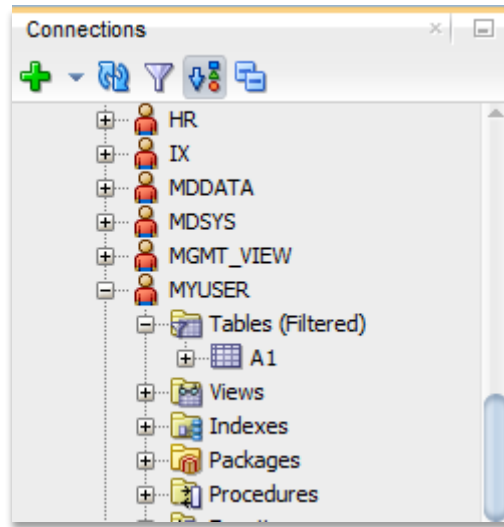 Connections
HR
IX
MDDATA
MDSYS
MGMT_VIEW
MYUSER
Tables (Filtered)
A1
Views
Indexes
Packages
Procedures